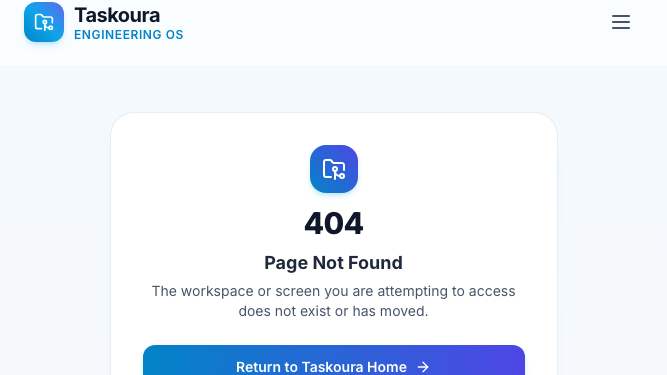 Taskoura
ENGINEERING OS
404
Page Not Found
The workspace or screen you are attempting to access
does not exist or has moved.
Return to Taskoura Home